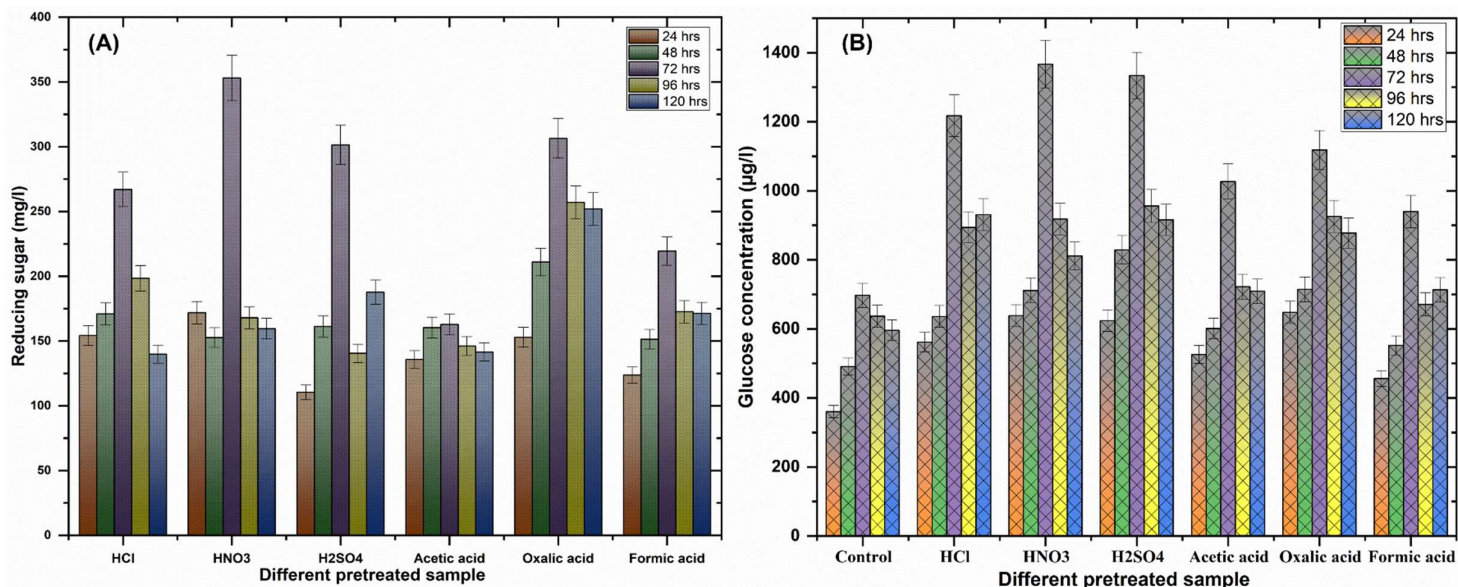 (A)
24 hrs
48 hrs
72 hrs
96 hrs
120 hrs
Reducing sugar (mg/l)
400
350
300
250
200
150
100
50
0
HCl HNO3 H2SO4 Acetic acid Oxalic acid Formic acid
Different pretreated sample
(B)
24 hrs
48 hrs
72 hrs
96 hrs
120 hrs
Glucose concentration (µg/l)
1400
1200
1000
800
600
400
200
0
Control HCl HNO3 H2SO4 Acetic acid Oxalic acid Formic acid
Different pretreated sample